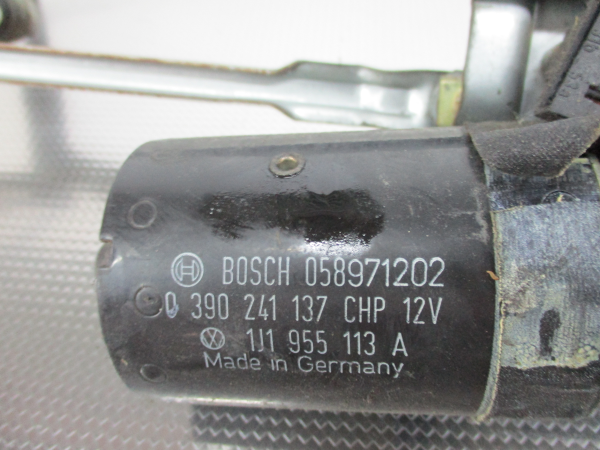 BOSCH 058971202
0 390 241 137 CHP 12V
1J1 955 113 A
Made in Germany